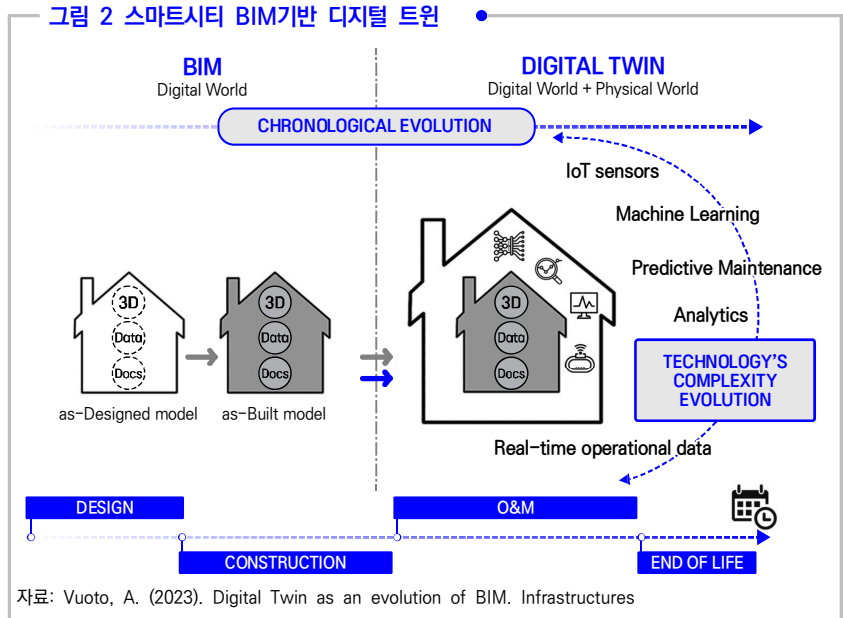 그림 2 스마트시티 BIM기반 디지털 트윈
BIM
Digital World
DIGITAL TWIN
Digital World + Physical World
CHRONOLOGICAL EVOLUTION
IoT sensors
Machine Learning
Predictive Maintenance
Analytics
3D
Data
Docs
3D
Data
Docs
3D
Data
Docs
as-Designed model
as-Built model
TECHNOLOGY'S
COMPLEXITY
EVOLUTION
Real-time operational data
DESIGN
O&M
CONSTRUCTION
END OF LIFE
자료: Vuoto, A. (2023). Digital Twin as an evolution of BIM. Infrastructures